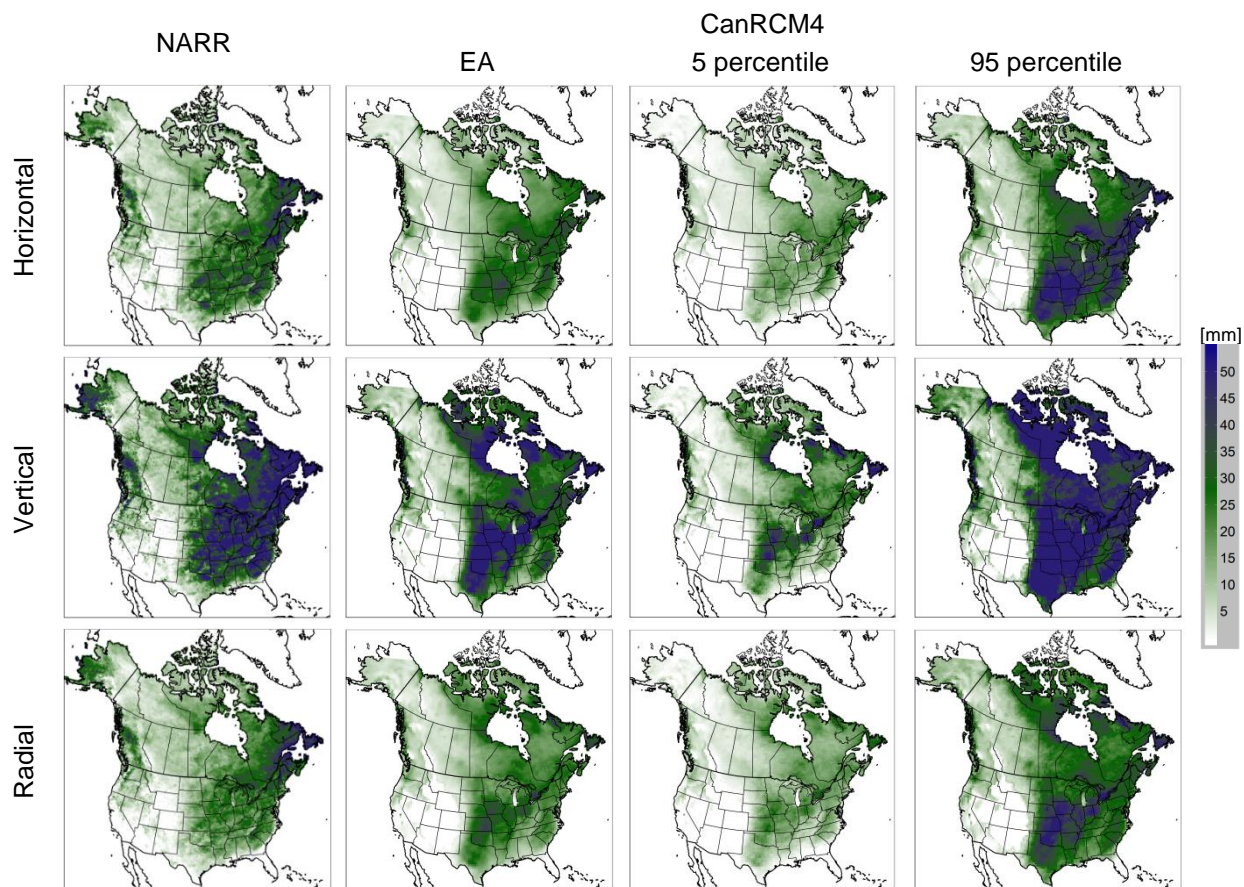 CanRCM4
NARR
EA
5 percentile
95 percentile
Horizontal
Vertical
Radial
[mm]
50
45
40
35
30
25
20
15
10
5